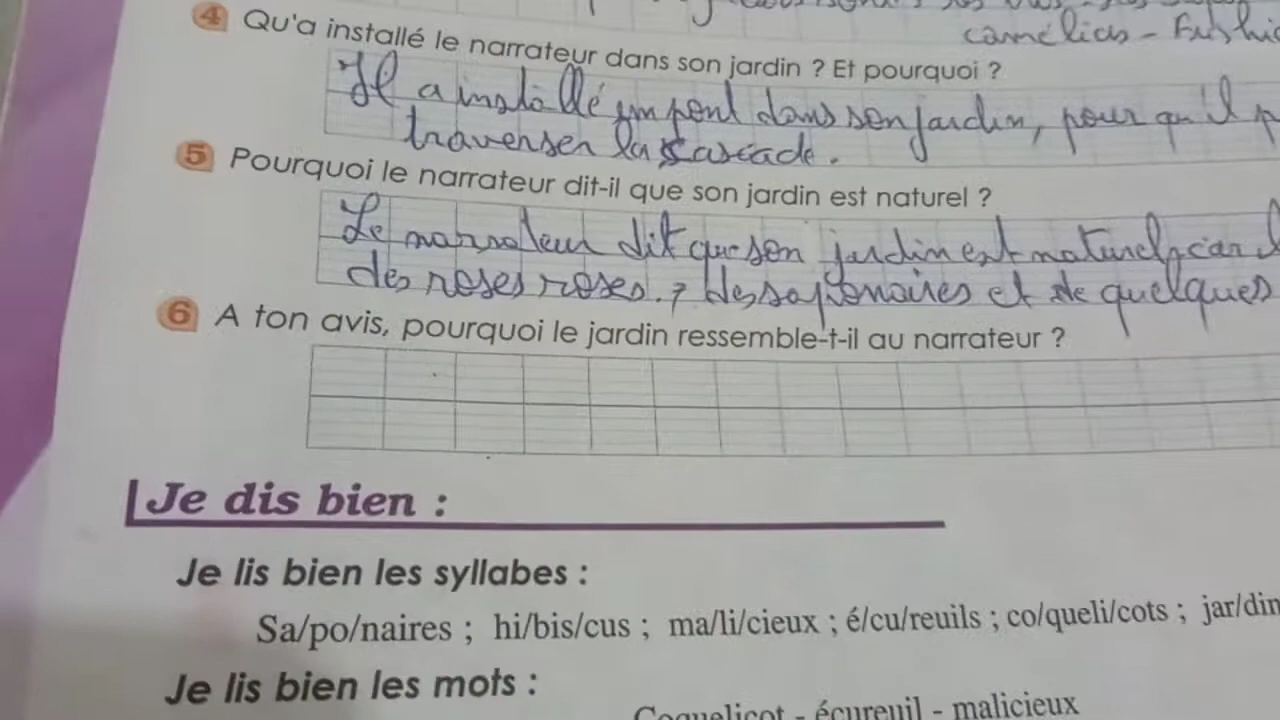 camélias - Fushi
4 Qu'a installé le narrateur dans son jardin ? Et pourquoi ?
Il a installé un pont dans son jardin, pour qu'il p
traverser la cascade.
5 Pourquoi le narrateur dit-il que son jardin est naturel ?
Le narrateur dit que son jardin est naturel, car
des roses roses, des saponaires et de quelques
6 A ton avis, pourquoi le jardin ressemble-t-il au narrateur ?
Je dis bien :
Je lis bien les syllabes :
Sa/po/naires ; hi/bis/cus ; ma/li/cieux ; é/cu/reuils ; co/queli/cots ; jar/din
Je lis bien les mots :
Coquelicot - écureuil - malicieux